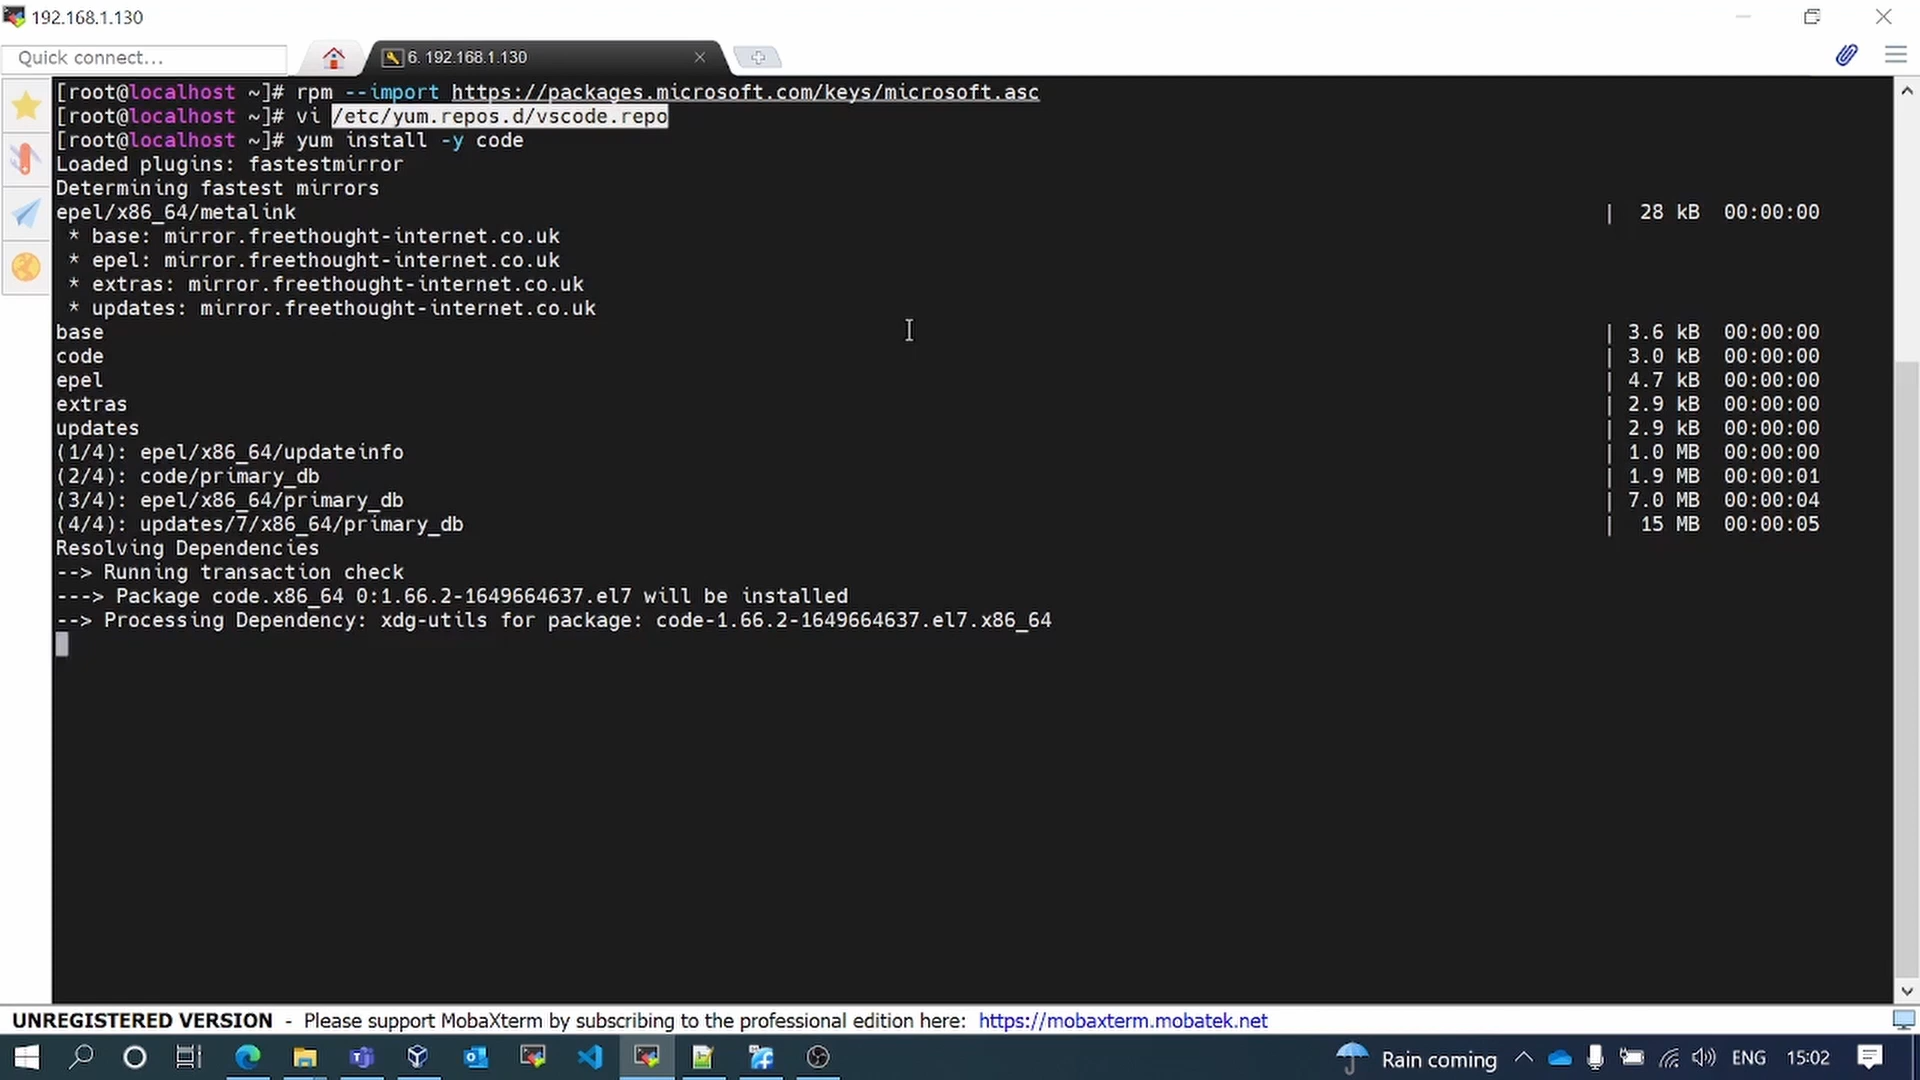 192.168.1.130
Quick connect...
6. 192.168.1.130
[root@localhost ~]# rpm --import https://packages.microsoft.com/keys/microsoft.asc
[root@localhost ~]# vi /etc/yum.repos.d/vscode.repo
[root@localhost ~]# yum install -y code
Loaded plugins: fastestmirror
Determining fastest mirrors
epel/x86_64/metalink | 28 kB 00:00:00
* base: mirror.freethought-internet.co.uk
* epel: mirror.freethought-internet.co.uk
* extras: mirror.freethought-internet.co.uk
* updates: mirror.freethought-internet.co.uk
base | 3.6 kB 00:00:00
code | 3.0 kB 00:00:00
epel | 4.7 kB 00:00:00
extras | 2.9 kB 00:00:00
updates | 2.9 kB 00:00:00
(1/4): epel/x86_64/updateinfo | 1.0 MB 00:00:00
(2/4): code/primary_db | 1.9 MB 00:00:01
(3/4): epel/x86_64/primary_db | 7.0 MB 00:00:04
(4/4): updates/7/x86_64/primary_db | 15 MB 00:00:05
Resolving Dependencies
--> Running transaction check
---> Package code.x86_64 0:1.66.2-1649664637.el7 will be installed
--> Processing Dependency: xdg-utils for package: code-1.66.2-1649664637.el7.x86_64
UNREGISTERED VERSION - Please support MobaXterm by subscribing to the professional edition here: https://mobaxterm.mobatek.net
Rain coming ENG 15:02